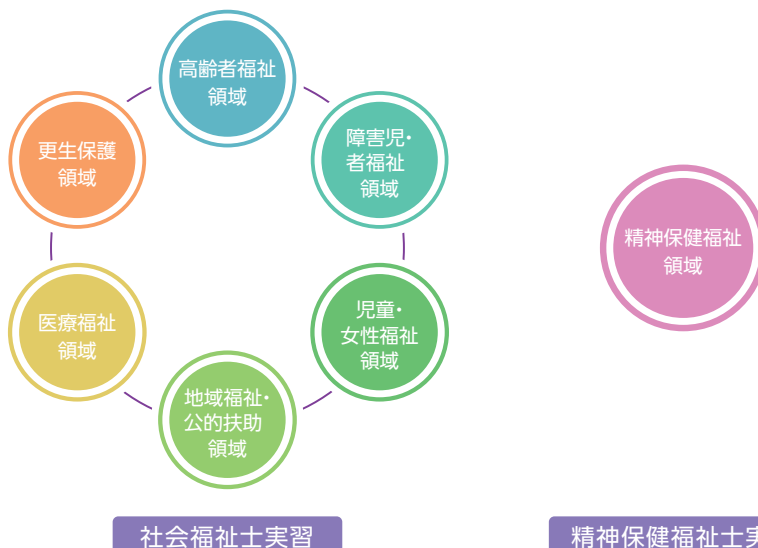 高齢者福祉
領域
障害児・
者福祉
領域
児童・
女性福祉
領域
地域福祉・
公的扶助
領域
医療福祉
領域
更生保護
領域
社会福祉士実習
精神保健福祉
領域
精神保健福祉士実